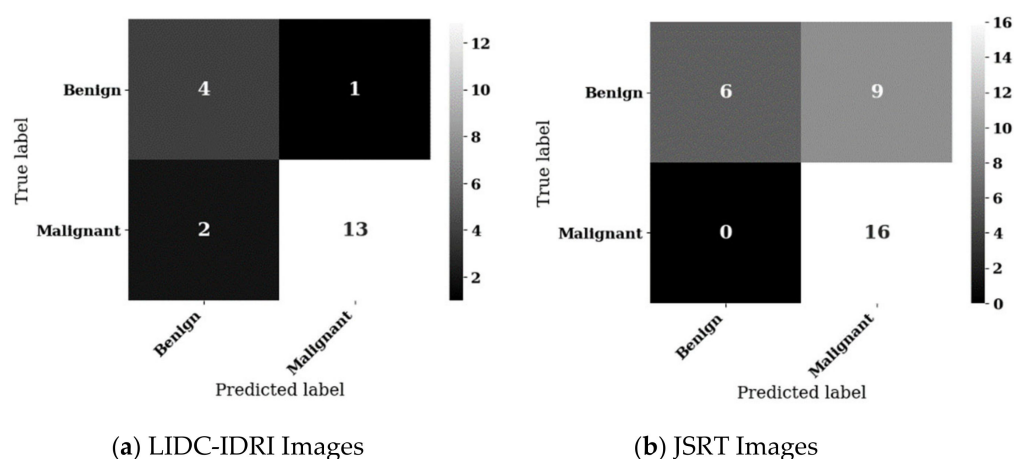 Benign
Malignant
True label
4
1
2
13
12
10
8
6
4
2
Benign
Malignant
Predicted label
(a) LIDC-IDRI Images
Benign
Malignant
True label
6
9
0
16
16
14
12
10
8
6
4
2
0
Benign
Malignant
Predicted label
(b) JSRT Images